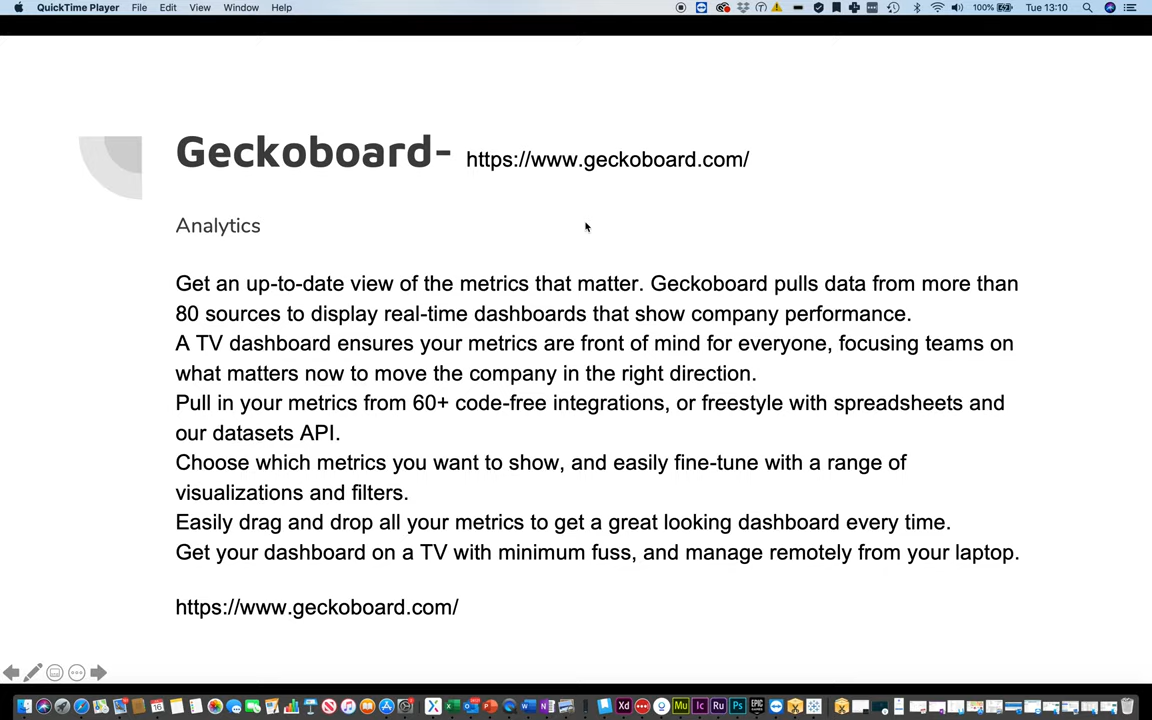 QuickTime Player File Edit View Window Help 100% Tue 13:10
Geckoboard- https://www.geckoboard.com/
Analytics
Get an up-to-date view of the metrics that matter. Geckoboard pulls data from more than
80 sources to display real-time dashboards that show company performance.
A TV dashboard ensures your metrics are front of mind for everyone, focusing teams on
what matters now to move the company in the right direction.
Pull in your metrics from 60+ code-free integrations, or freestyle with spreadsheets and
our datasets API.
Choose which metrics you want to show, and easily fine-tune with a range of
visualizations and filters.
Easily drag and drop all your metrics to get a great looking dashboard every time.
Get your dashboard on a TV with minimum fuss, and manage remotely from your laptop.
https://www.geckoboard.com/
16 Xd Mu Ic Ru Ps